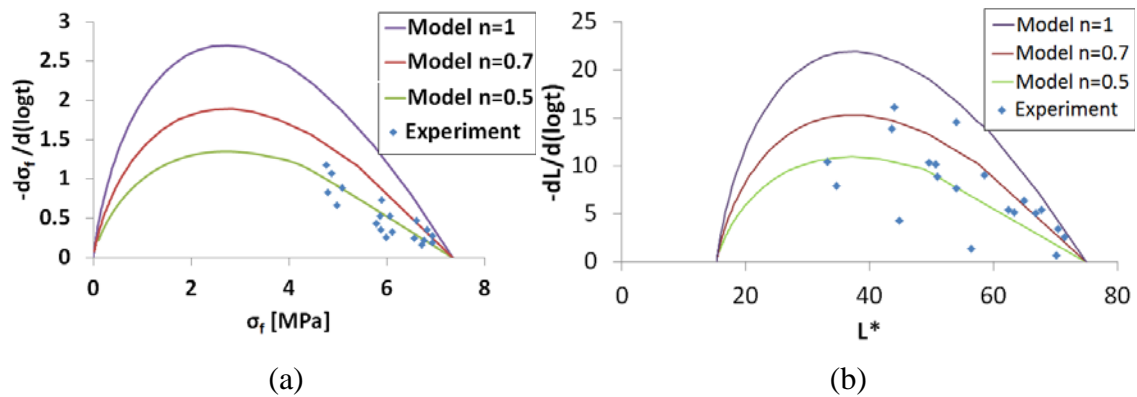 3
2.5
2
1.5
1
0.5
0
-dσf /d(logt)
0 2 4 6 8
σf [MPa]
Model n=1
Model n=0.7
Model n=0.5
Experiment
(a)
25
20
15
10
5
0
-dL/d(logt)
0 20 40 60 80
L*
Model n=1
Model n=0.7
Model n=0.5
Experiment
(b)